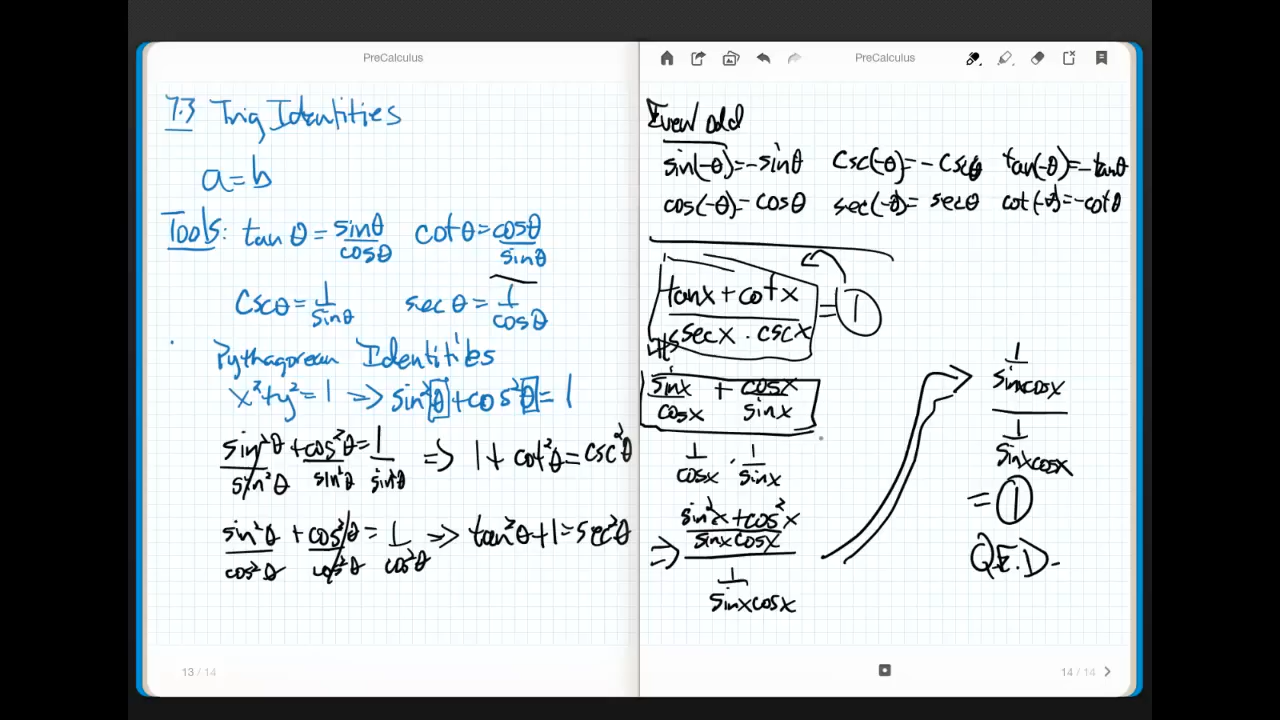 PreCalculus
7.3 Trig Identities
a=b
Tools: tanθ = sinθ/cosθ cotθ = cosθ/sinθ
cscθ = 1/sinθ secθ = 1/cosθ
Pythagorean Identities
x²+y²=1 => sin²θ+cos²θ=1
sin²θ/sin²θ + cos²θ/sin²θ = 1/sin²θ => 1+cot²θ=csc²θ
sin²θ/cos²θ + cos²θ/cos²θ = 1/cos²θ => tan²θ+1=sec²θ
13 / 14
PreCalculus
Even odd
sin(-θ)=-sinθ csc(-θ)=-cscθ tan(-θ)=-tanθ
cos(-θ)=cosθ sec(-θ)=secθ cot(-θ)=-cotθ
(tanx+cotx)/(secx·cscx) = 1
LHS
sinx/cosx + cosx/sinx
1/cosx · 1/sinx
=> ((sin²x+cos²x)/(sinxcosx))/(1/(sinxcosx))
(1/(sinxcosx))/(1/(sinxcosx))
= 1
Q.E.D.
14 / 14